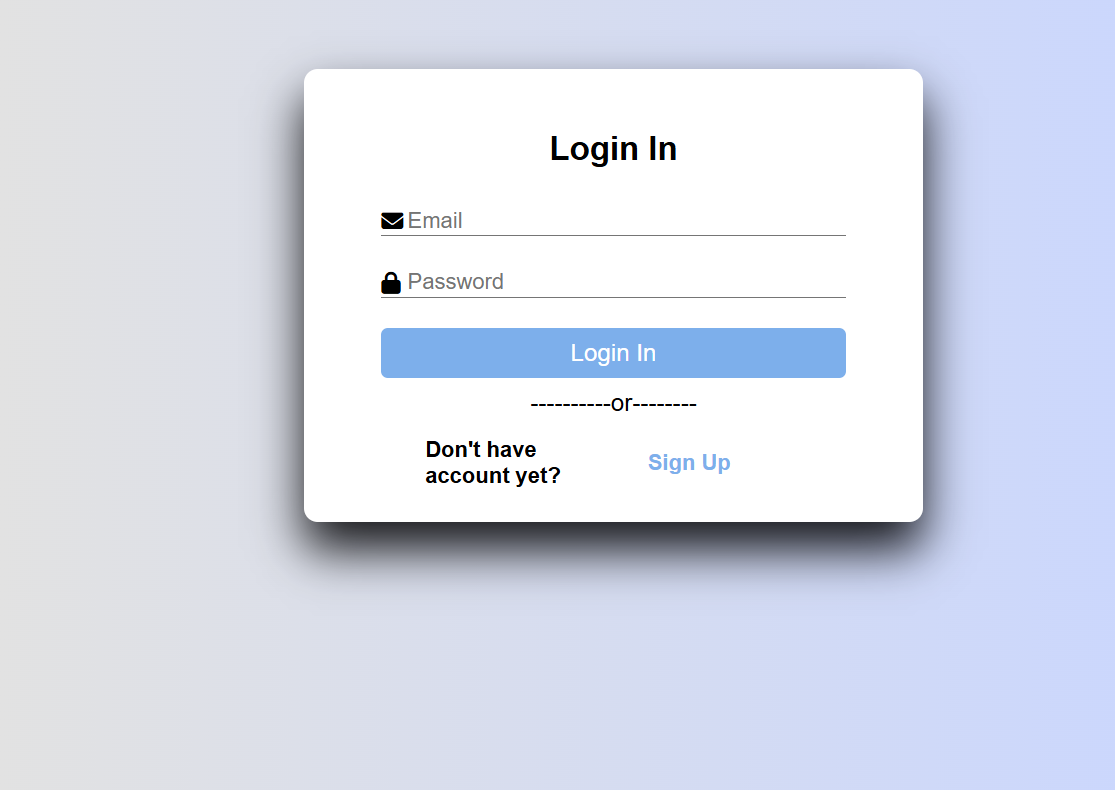 Login In
Email
Password
Login In
----------or--------
Don't have
account yet?
Sign Up